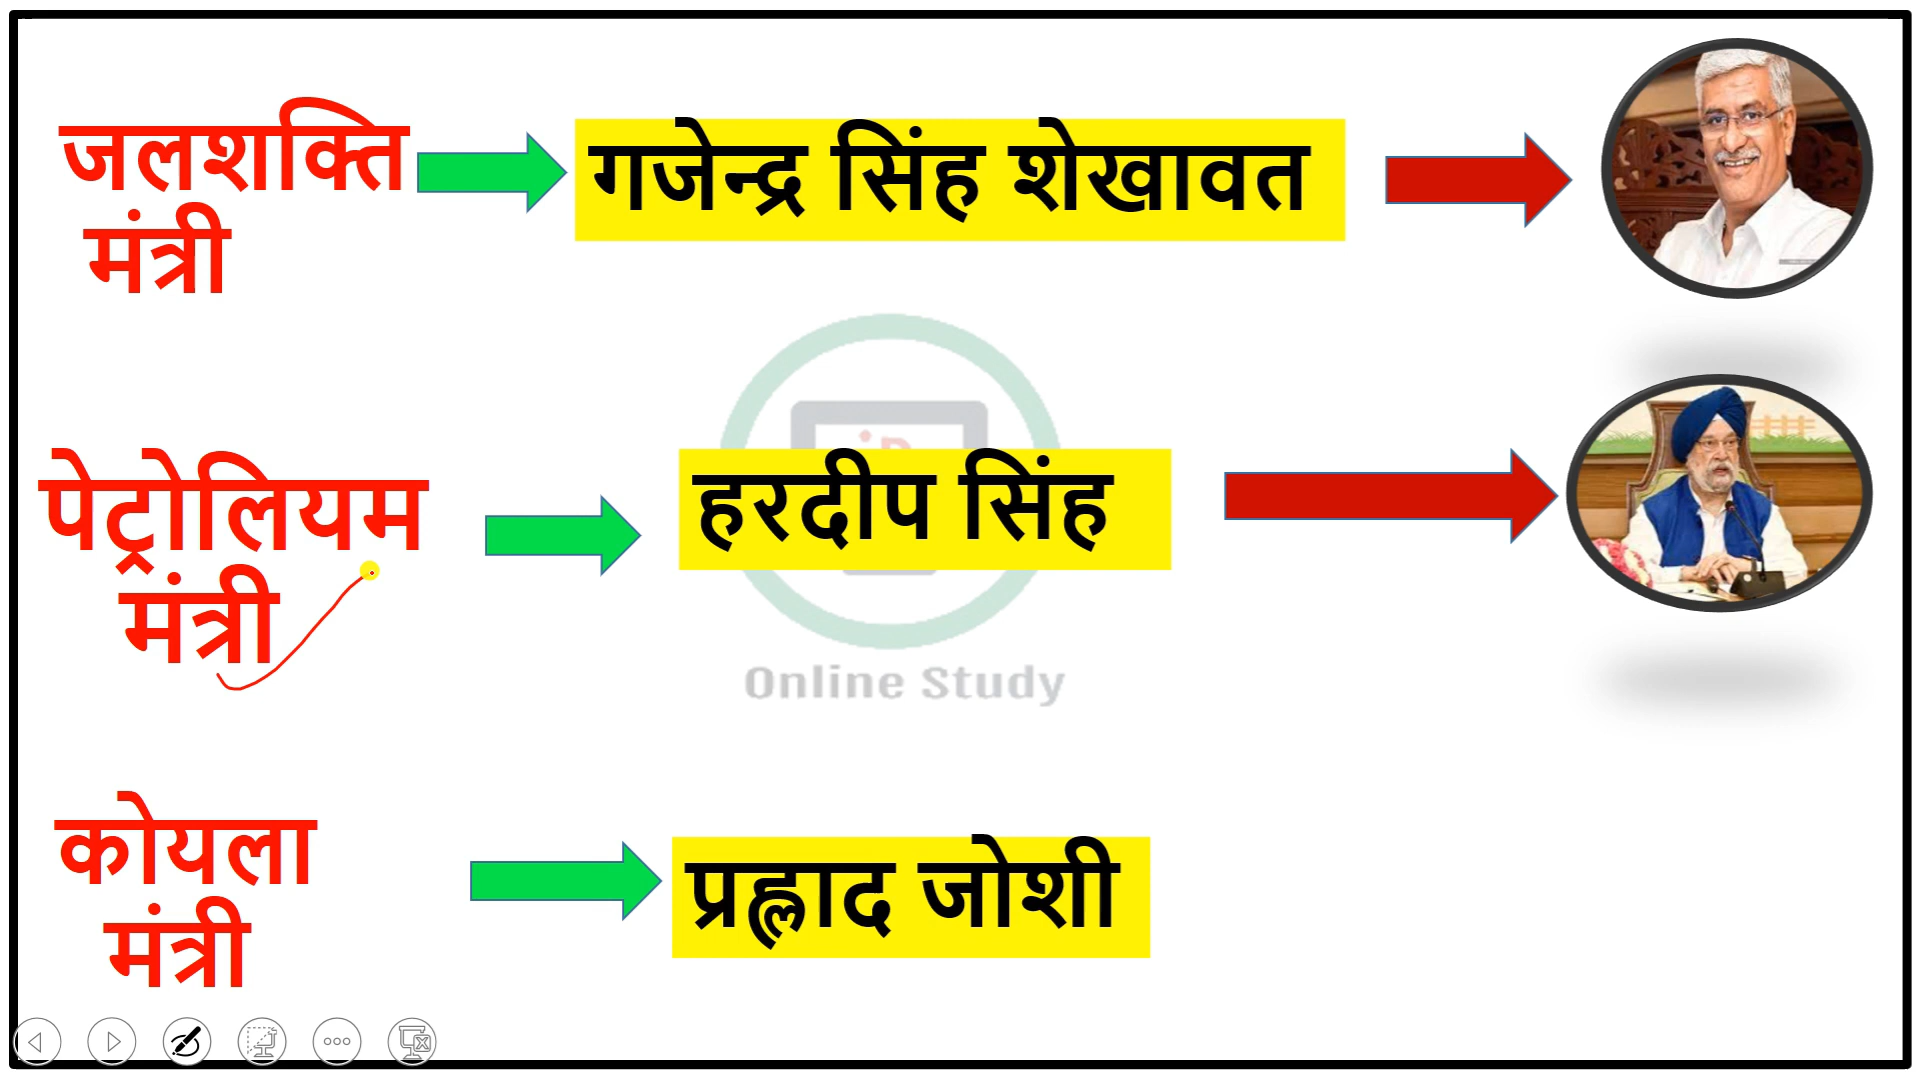 जलशक्ति
मंत्री
गजेन्द्र सिंह शेखावत
पेट्रोलियम
मंत्री
हरदीप सिंह
Online Study
कोयला
मंत्री
प्रह्लाद जोशी